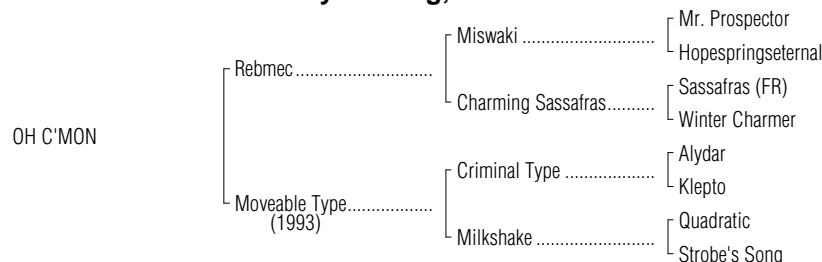 Mr. Prospector
Miswaki
Hopespringseternal
Rebmec
Sassafras (FR)
Charming Sassafras
Winter Charmer
OH C'MON
Alydar
Criminal Type
Klepto
Moveable Type
(1993)
Quadratic
Milkshake
Strobe's Song